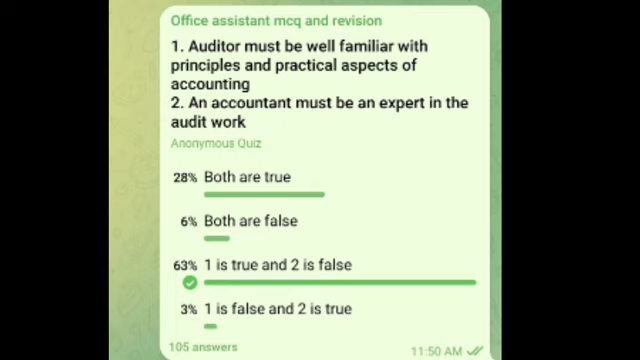 Office assistant mcq and revision
1. Auditor must be well familiar with
principles and practical aspects of
accounting
2. An accountant must be an expert in the
audit work
Anonymous Quiz
28% Both are true
6% Both are false
63% 1 is true and 2 is false
3% 1 is false and 2 is true
105 answers
11:50 AM